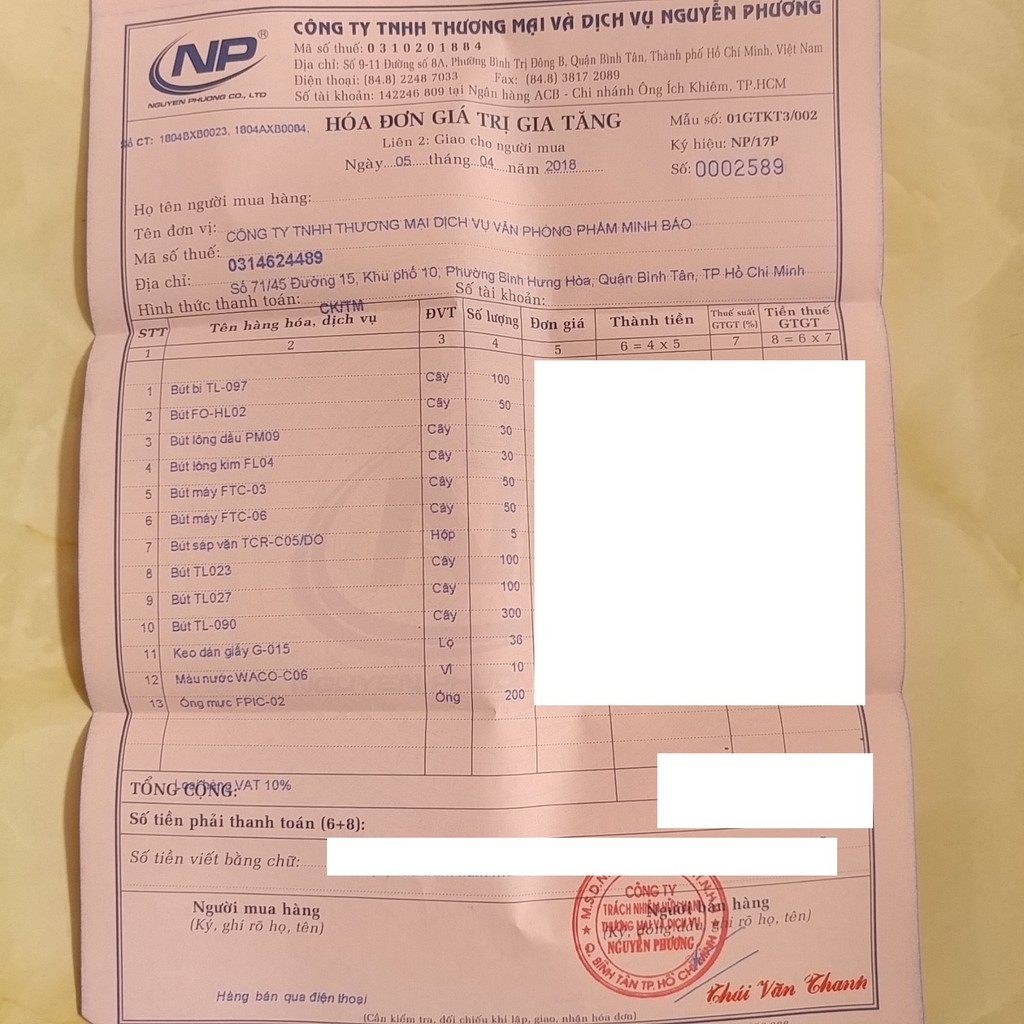 NP®
NGUYEN PHUONG CO., LTD
CÔNG TY TNHH THƯƠNG MẠI VÀ DỊCH VỤ NGUYỄN PHƯƠNG
Mã số thuế: 0310201884
Địa chỉ: Số 9-11 Đường số 8A, Phường Bình Trị Đông B, Quận Bình Tân, Thành phố Hồ Chí Minh, Việt Nam
Điện thoại: (84.8) 2248 7033 Fax: (84.8) 3817 2089
Số tài khoản: 142246 809 tại Ngân hàng ACB - Chi nhánh Ông Ích Khiêm, TP.HCM
Số CT: 1804BXB0023, 1804AXB0084,
HÓA ĐƠN GIÁ TRỊ GIA TĂNG
Liên 2: Giao cho người mua
Ngày....05.....tháng....04....năm 2018
Mẫu số: 01GTKT3/002
Ký hiệu: NP/17P
Số: 0002589
Họ tên người mua hàng:
Tên đơn vị: CÔNG TY TNHH THƯƠNG MẠI DỊCH VỤ VĂN PHÒNG PHẨM MINH BẢO
Mã số thuế: 0314624489
Địa chỉ: Số 71/45 Đường 15, Khu phố 10, Phường Bình Hưng Hòa, Quận Bình Tân, TP Hồ Chí Minh
Hình thức thanh toán: CK/TM Số tài khoản:
STT Tên hàng hóa, dịch vụ ĐVT Số lượng Đơn giá Thành tiền Thuế suất GTGT (%) Tiền thuế GTGT
1 2 3 4 5 6 = 4 x 5 7 8 = 6 x 7
1 Bút bi TL-097 Cây 100
2 Bút FO-HL02 Cây 50
3 Bút lông dầu PM09 Cây 30
4 Bút lông kim FL04 Cây 30
5 Bút máy FTC-03 Cây 50
6 Bút máy FTC-06 Cây 50
7 Bút sáp vặn TCR-C05/DO Hộp 5
8 Bút TL023 Cây 100
9 Bút TL027 Cây 100
10 Bút TL-090 Cây 300
11 Keo dán giấy G-015 Lọ 36
12 Màu nước WACO-C06 Vỉ 10
13 Ống mực FPIC-02 Ống 200
TỔNG CỘNG: Loại hàng VAT 10%
Số tiền phải thanh toán (6+8):
Số tiền viết bằng chữ:
Người mua hàng
(Ký, ghi rõ họ, tên)
Người bán hàng
(Ký, đóng dấu, ghi rõ họ, tên)
CÔNG TY
TRÁCH NHIỆM HỮU HẠN
THƯƠNG MẠI VÀ DỊCH VỤ
NGUYỄN PHƯƠNG
Q. BÌNH TÂN TP. HỒ CHÍ MINH
Hàng bán qua điện thoại
Thái Văn Thanh
(Cần kiểm tra, đối chiếu khi lập, giao, nhận hóa đơn)